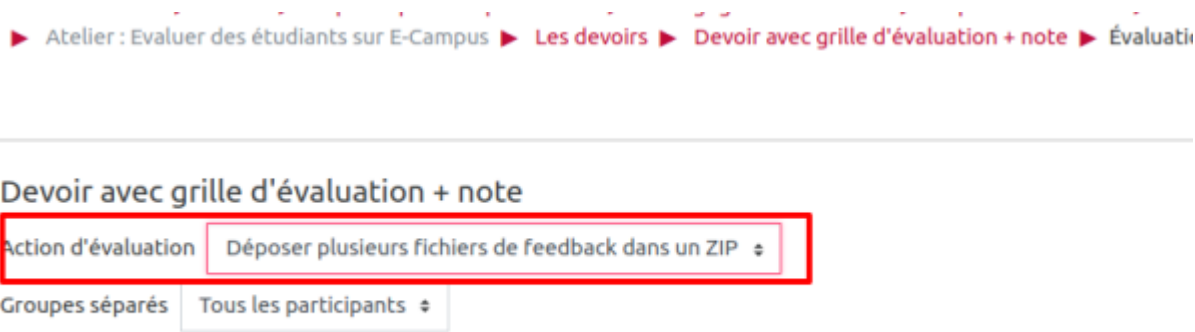 ▶ Atelier : Evaluer des étudiants sur E-Campus ▶ Les devoirs ▶ Devoir avec grille d'évaluation + note ▶
Devoir avec grille d'évaluation + note
Action d'évaluation Déposer plusieurs fichiers de feedback dans un ZIP
Groupes séparés Tous les participants